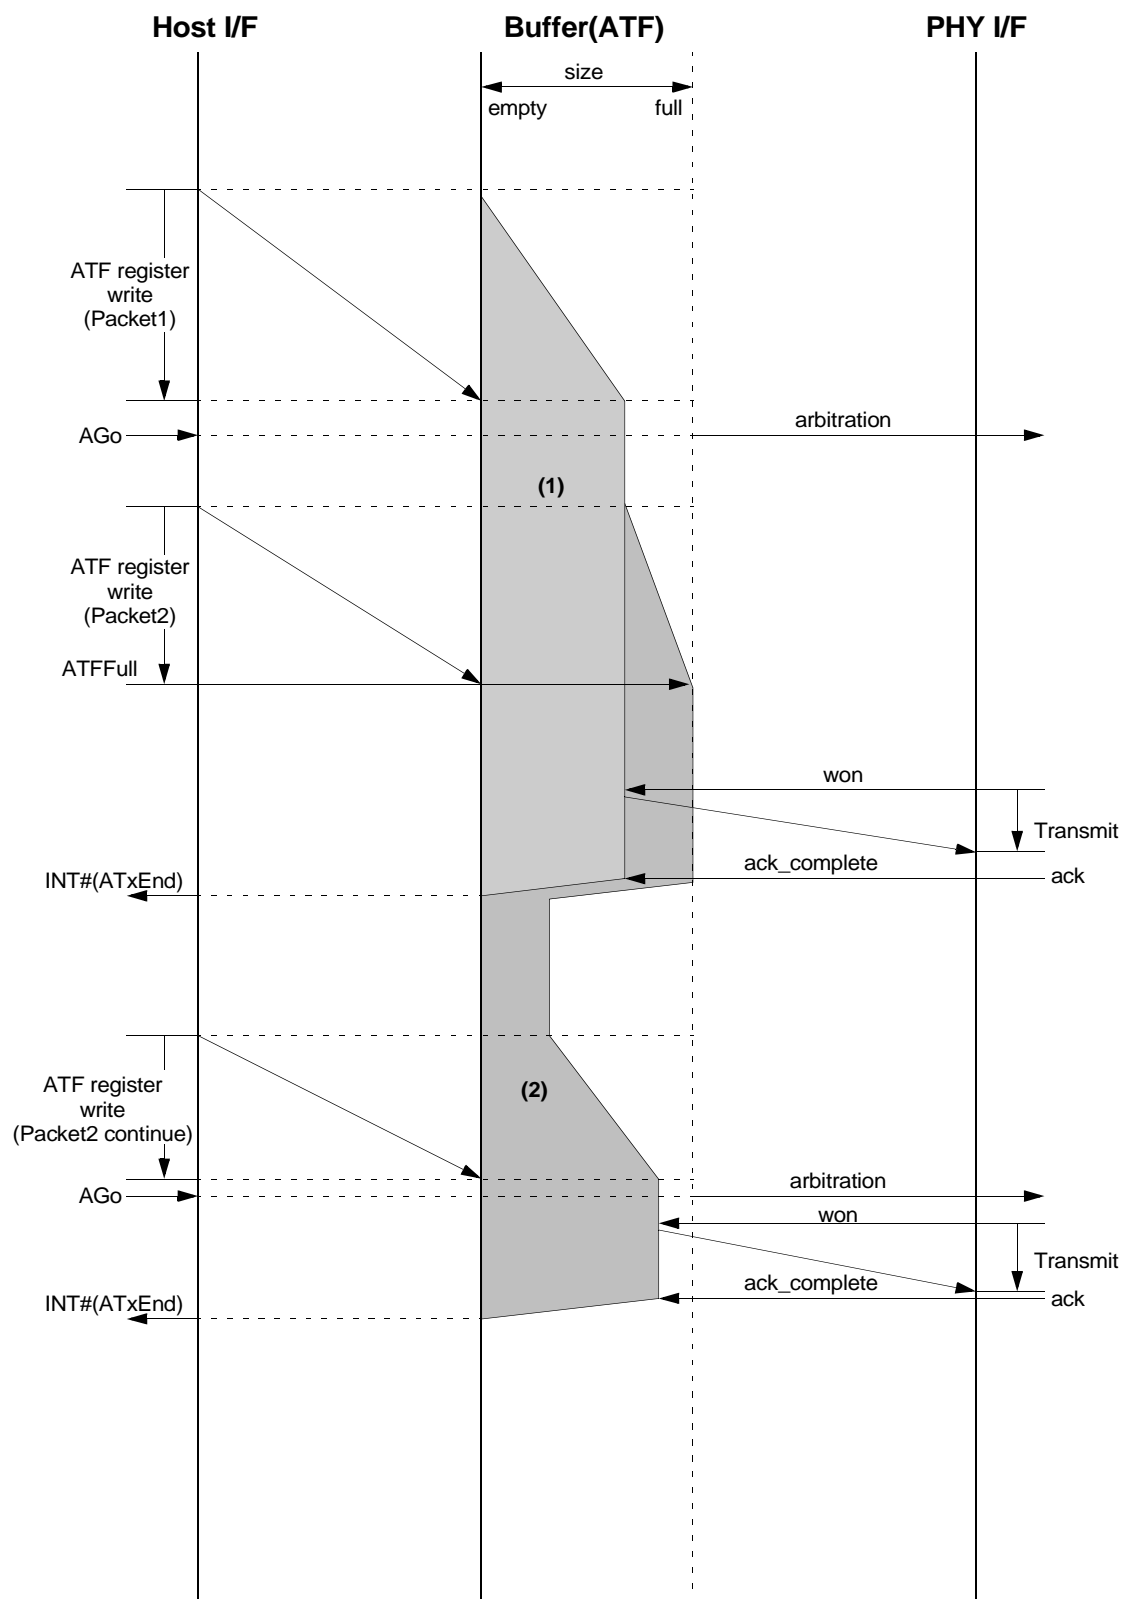 Host I/F
Buffer(ATF)
PHY I/F
size
empty
full
ATF register
write
(Packet1)
AGo
arbitration
(1)
ATF register
write
(Packet2)
ATFFull
won
Transmit
ack_complete
ack
INT#(ATxEnd)
ATF register
write
(Packet2 continue)
(2)
AGo
arbitration
won
Transmit
ack_complete
ack
INT#(ATxEnd)